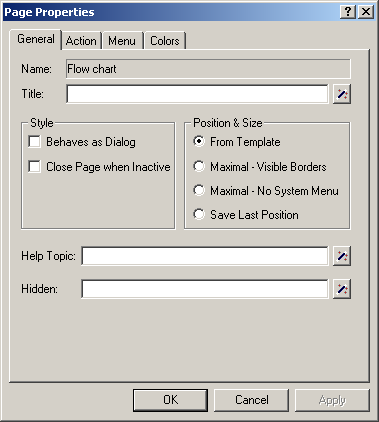 Page Properties
General Action Menu Colors
Name: Flow chart
Title:
Style
Behaves as Dialog
Close Page when Inactive
Position & Size
From Template
Maximal - Visible Borders
Maximal - No System Menu
Save Last Position
Help Topic:
Hidden:
OK Cancel Apply